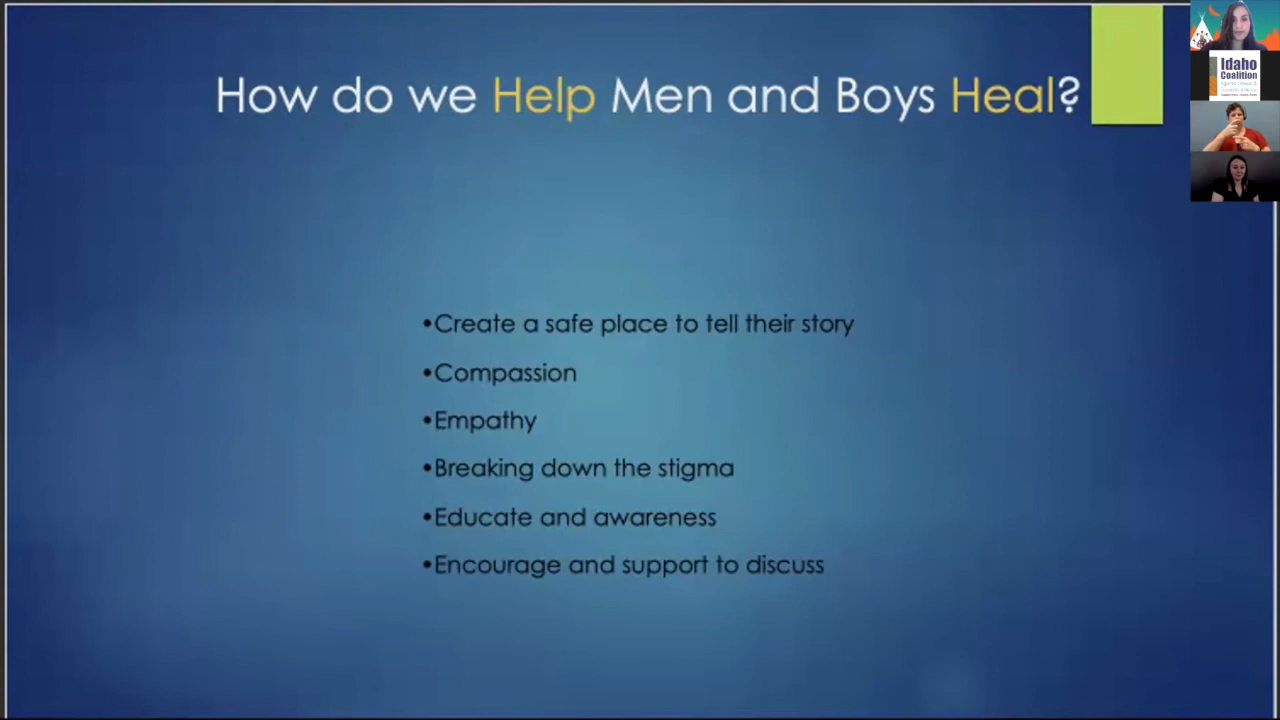 How do we Help Men and Boys Heal?
Idaho
Coalition
•Create a safe place to tell their story
•Compassion
•Empathy
•Breaking down the stigma
•Educate and awareness
•Encourage and support to discuss